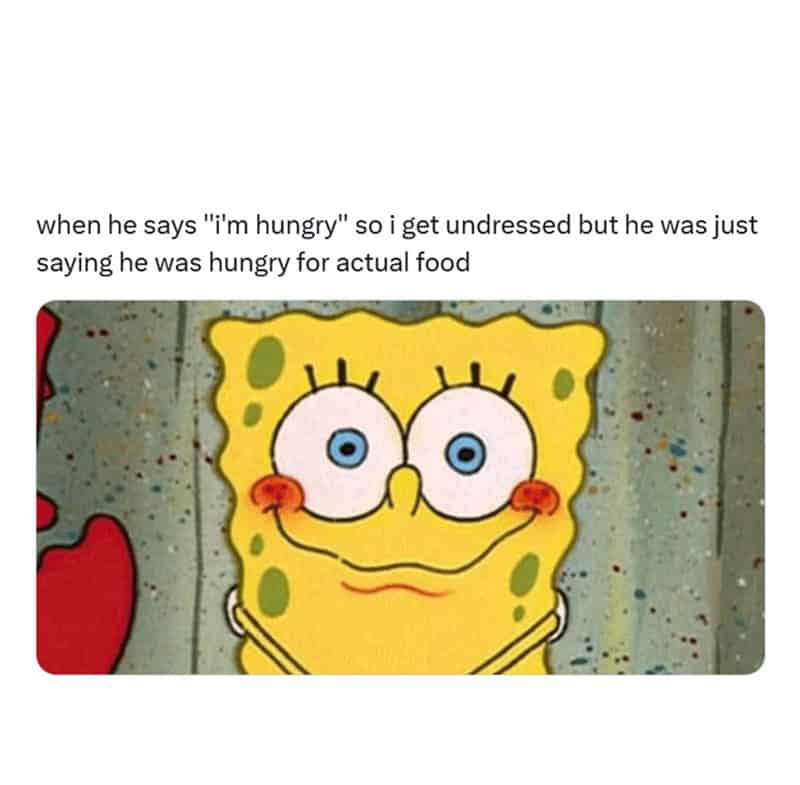 when he says "i'm hungry" so i get undressed but he was just
saying he was hungry for actual food